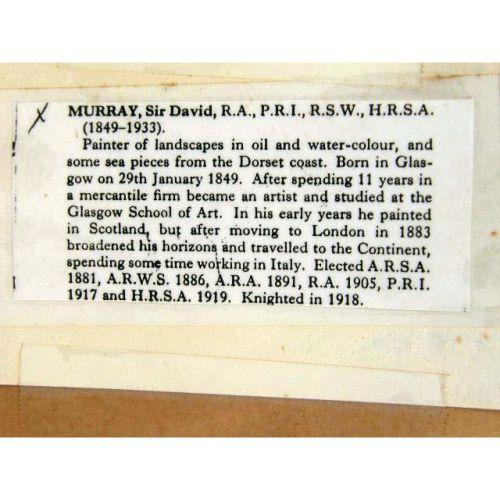 X
MURRAY, Sir David, R.A., P.R.I., R.S.W., H.R.S.A.
(1849–1933).
Painter of landscapes in oil and water-colour, and
some sea pieces from the Dorset coast. Born in Glas-
gow on 29th January 1849. After spending 11 years in
a mercantile firm became an artist and studied at the
Glasgow School of Art. In his early years he painted
in Scotland, but after moving to London in 1883
broadened his horizons and travelled to the Continent,
spending some time working in Italy. Elected A.R.S.A.
1881, A.R.W.S. 1886, A.R.A. 1891, R.A. 1905, P.R.I.
1917 and H.R.S.A. 1919. Knighted in 1918.